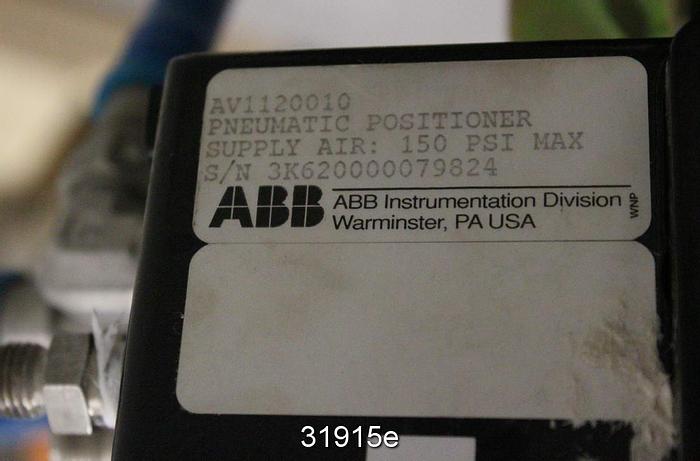 AV1120010
PNEUMATIC POSITIONER
SUPPLY AIR: 150 PSI MAX
S/N 3K620000079824
ABB ABB Instrumentation Division
Warminster, PA USA
WNP
31915e